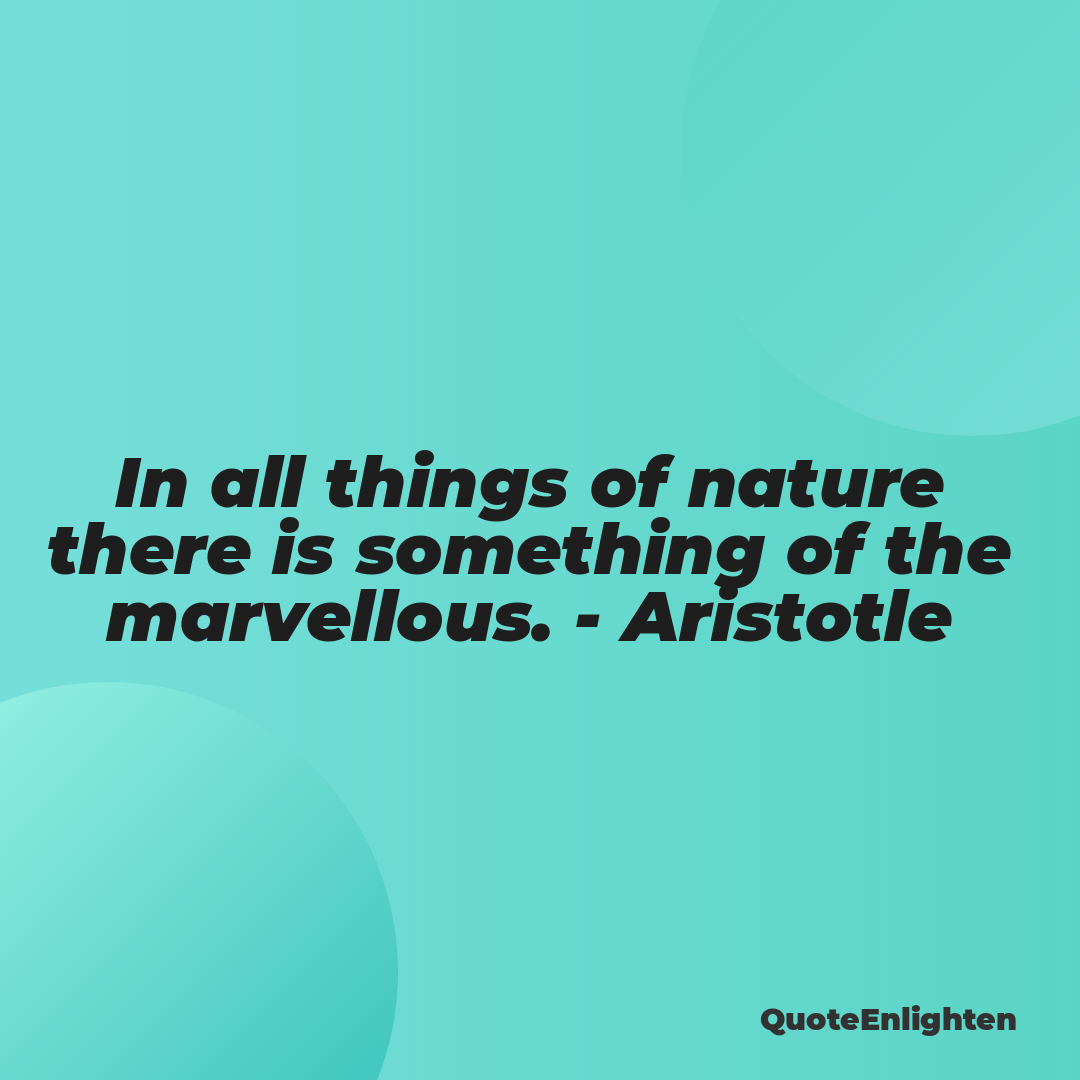 In all things of nature
there is something of the
marvellous. - Aristotle
QuoteEnlighten